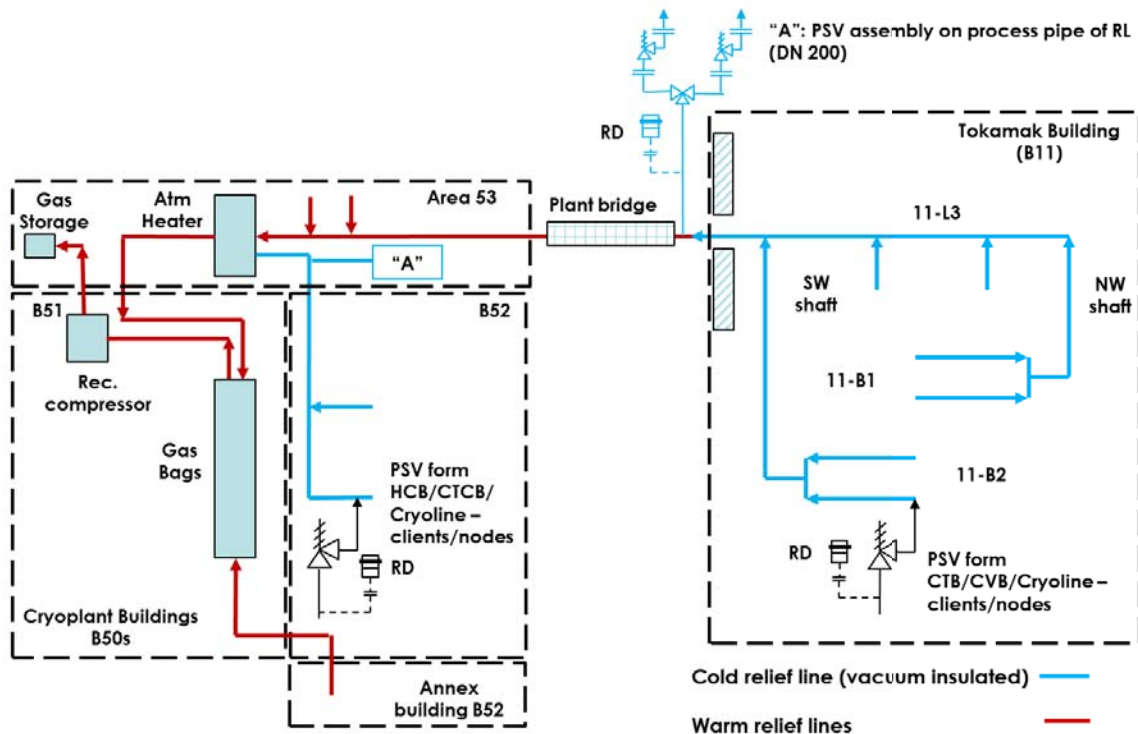 “A”: PSV assembly on process pipe of RL
(DN 200)
RD
Tokamak Building
(B11)
Gas
Storage
Atm
Heater
Area 53
Plant bridge
11-L3
“A”
SW
shaft
NW
shaft
B51
B52
Rec.
compressor
11-B1
Gas
Bags
PSV form
HCB/CTCB/
Cryoline –
clients/nodes
RD
11-B2
RD
PSV form
CTB/CVB/Cryoline –
clients/nodes
Cryoplant Buildings
B50s
Annex
building B52
Cold relief line (vacuum insulated)
Warm relief lines